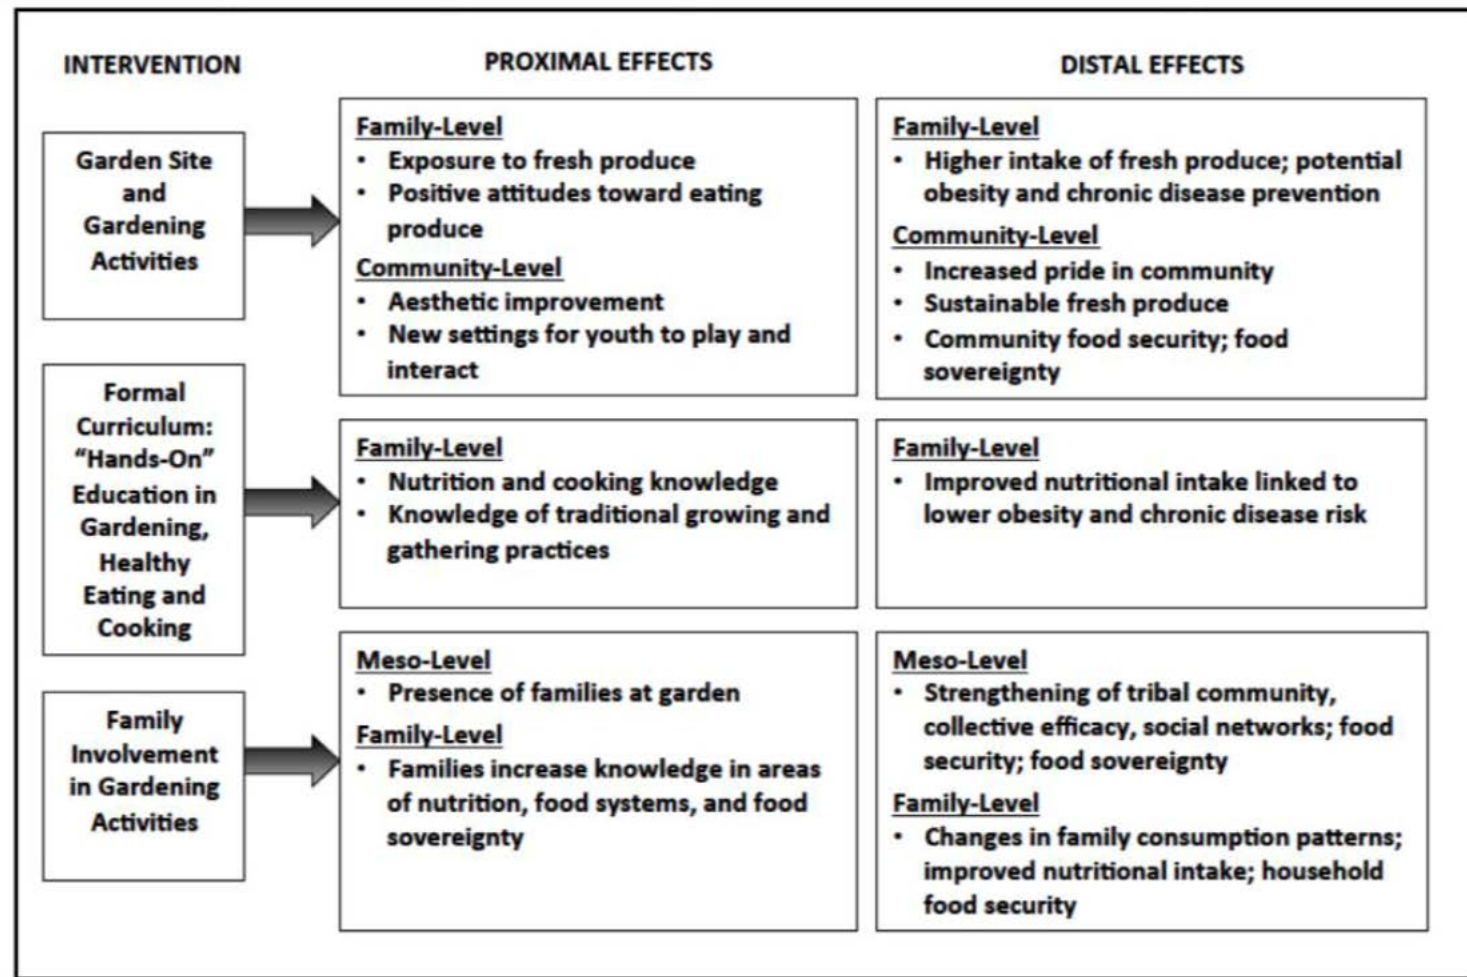 INTERVENTION
PROXIMAL EFFECTS
DISTAL EFFECTS
Garden Site
and
Gardening
Activities
Family-Level
• Exposure to fresh produce
• Positive attitudes toward eating
produce
Community-Level
• Aesthetic improvement
• New settings for youth to play and
interact
Family-Level
• Higher intake of fresh produce; potential
obesity and chronic disease prevention
Community-Level
• Increased pride in community
• Sustainable fresh produce
• Community food security; food
sovereignty
Formal
Curriculum:
“Hands-On”
Education in
Gardening,
Healthy
Eating and
Cooking
Family-Level
• Nutrition and cooking knowledge
• Knowledge of traditional growing and
gathering practices
Family-Level
• Improved nutritional intake linked to
lower obesity and chronic disease risk
Family
Involvement
in Gardening
Activities
Meso-Level
• Presence of families at garden
Family-Level
• Families increase knowledge in areas
of nutrition, food systems, and food
sovereignty
Meso-Level
• Strengthening of tribal community,
collective efficacy, social networks; food
security; food sovereignty
Family-Level
• Changes in family consumption patterns;
improved nutritional intake; household
food security